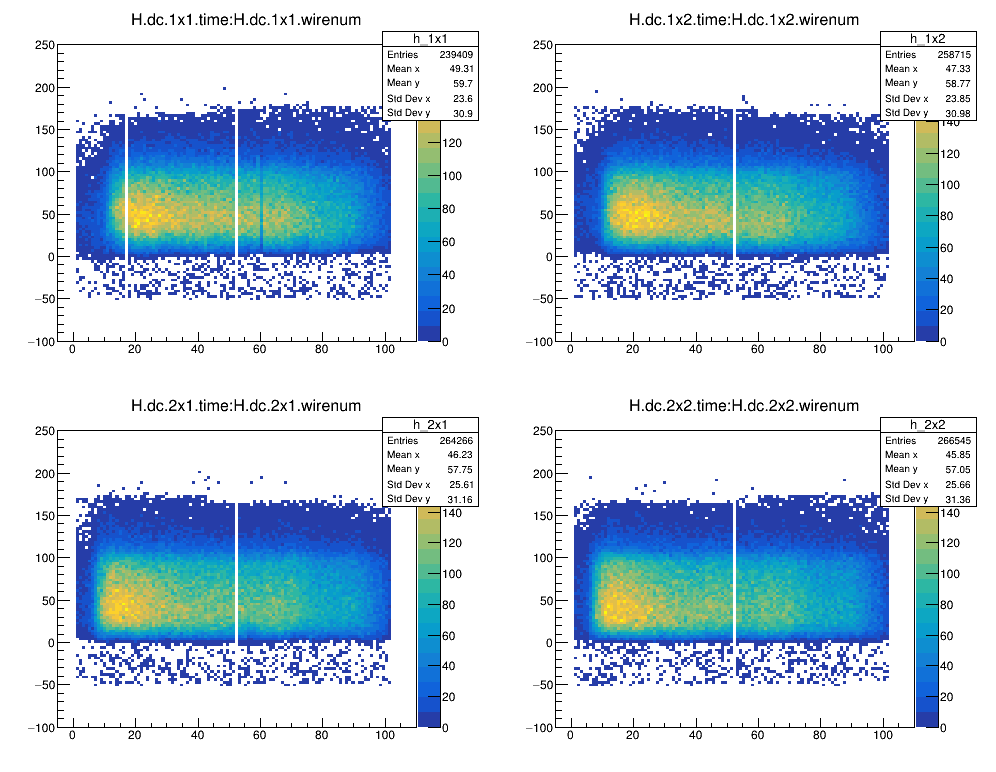 H.dc.1x1.time:H.dc.1x1.wirenum
h_1x1
Entries 239409
Mean x 49.31
Mean y 59.7
Std Dev x 23.6
Std Dev y 30.9
250
200
150
100
50
0
−50
−100
0 20 40 60 80 100
120
100
80
60
40
20
0
H.dc.1x2.time:H.dc.1x2.wirenum
h_1x2
Entries 258715
Mean x 47.33
Mean y 58.77
Std Dev x 23.85
Std Dev y 30.98
250
200
150
100
50
0
−50
−100
0 20 40 60 80 100
140
120
100
80
60
40
20
0
H.dc.2x1.time:H.dc.2x1.wirenum
h_2x1
Entries 264266
Mean x 46.23
Mean y 57.75
Std Dev x 25.61
Std Dev y 31.16
250
200
150
100
50
0
−50
−100
0 20 40 60 80 100
140
120
100
80
60
40
20
0
H.dc.2x2.time:H.dc.2x2.wirenum
h_2x2
Entries 266545
Mean x 45.85
Mean y 57.05
Std Dev x 25.66
Std Dev y 31.36
250
200
150
100
50
0
−50
−100
0 20 40 60 80 100
140
120
100
80
60
40
20
0